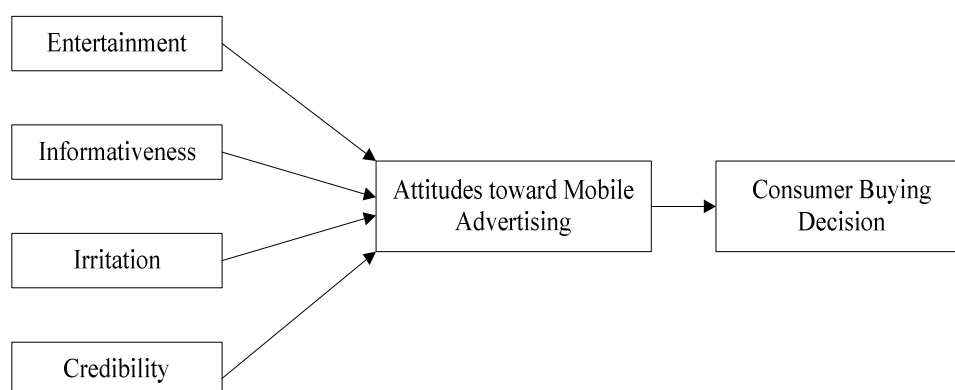 Entertainment
Informativeness
Irritation
Credibility
Attitudes toward Mobile
Advertising
Consumer Buying
Decision